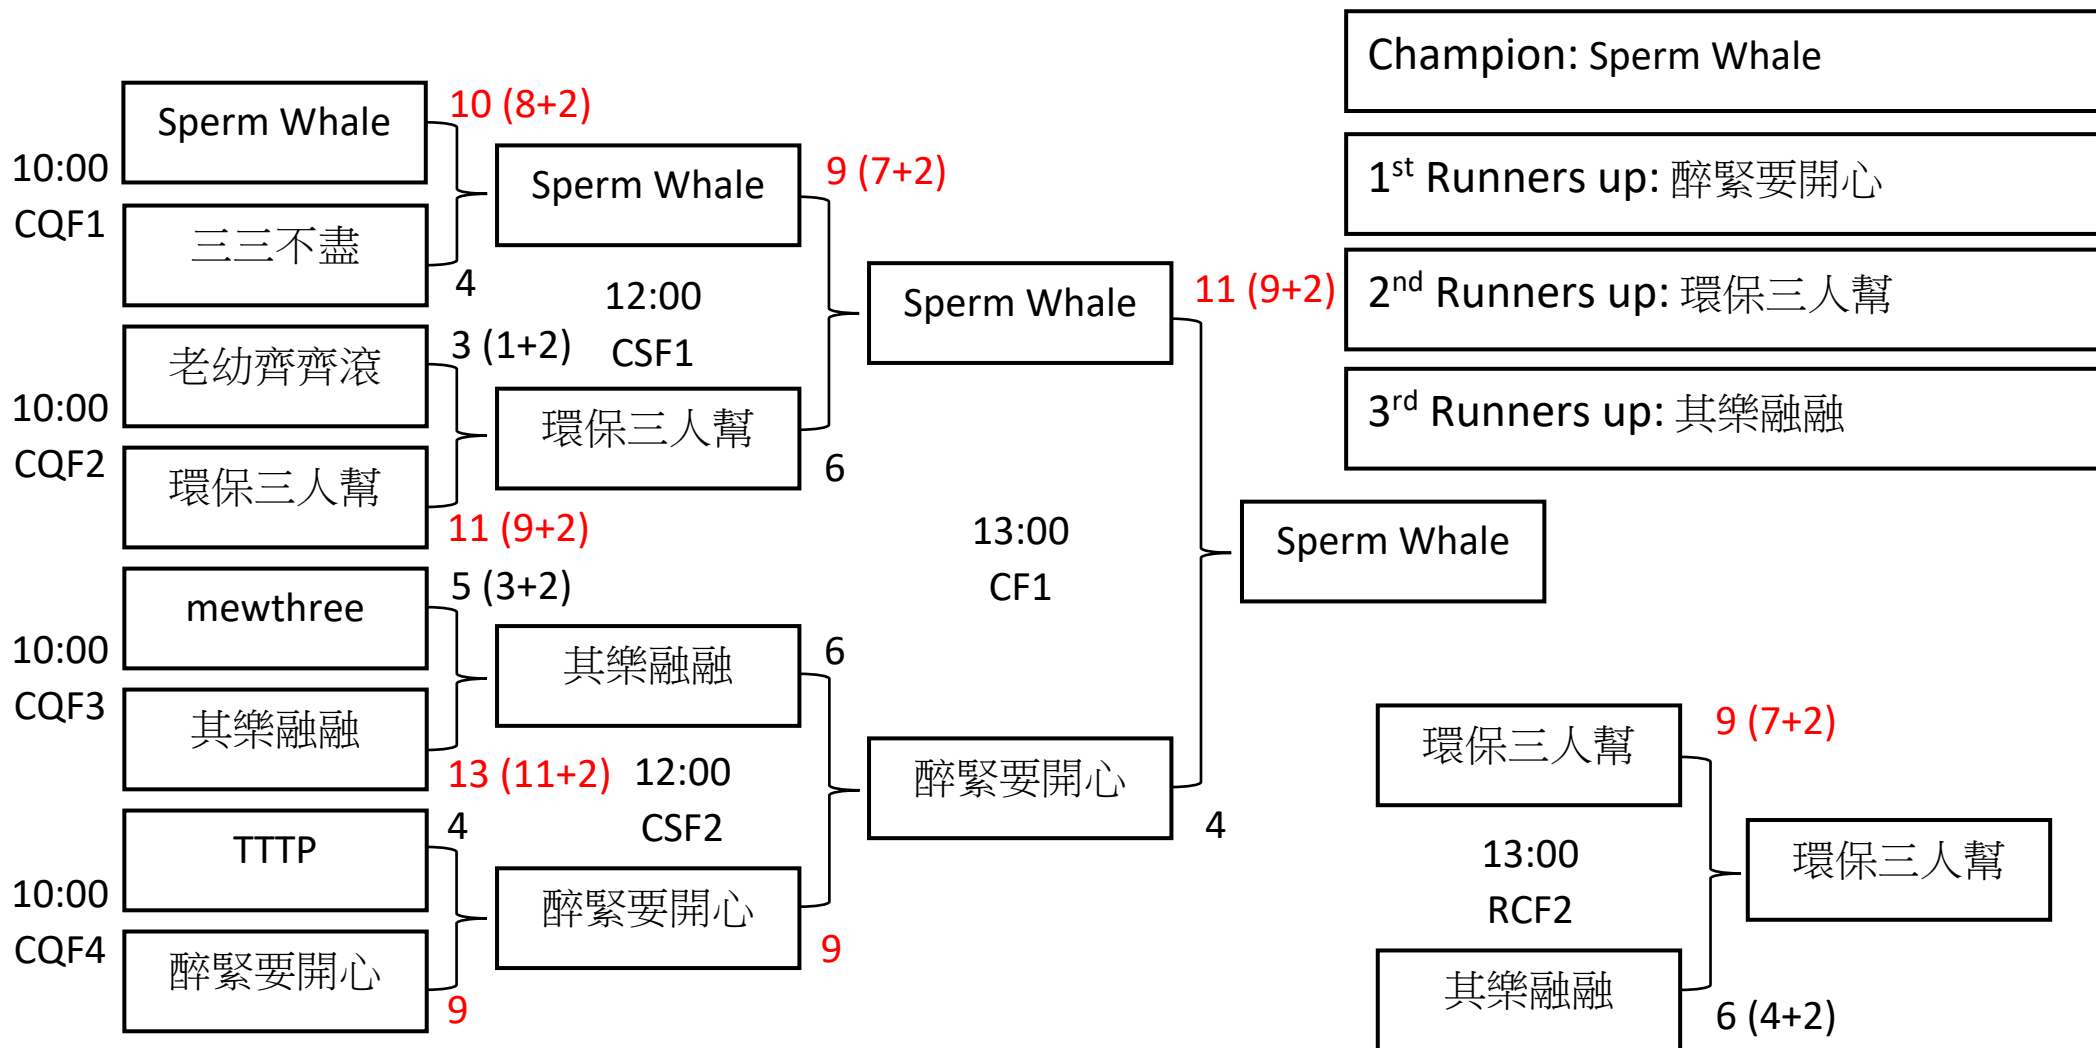 Champion: Sperm Whale
1st Runners up: 醉緊要開心
2nd Runners up: 環保三人幫
3rd Runners up: 其樂融融
10:00
CQF1
Sperm Whale
10 (8+2)
三三不盡
4
10:00
CQF2
老幼齊齊滾
3 (1+2)
環保三人幫
11 (9+2)
10:00
CQF3
mewthree
5 (3+2)
其樂融融
13 (11+2)
10:00
CQF4
TTTP
4
醉緊要開心
9
Sperm Whale
9 (7+2)
12:00
CSF1
環保三人幫
6
其樂融融
6
12:00
CSF2
醉緊要開心
9
Sperm Whale
11 (9+2)
13:00
CF1
醉緊要開心
4
Sperm Whale
環保三人幫
9 (7+2)
13:00
RCF2
其樂融融
6 (4+2)
環保三人幫